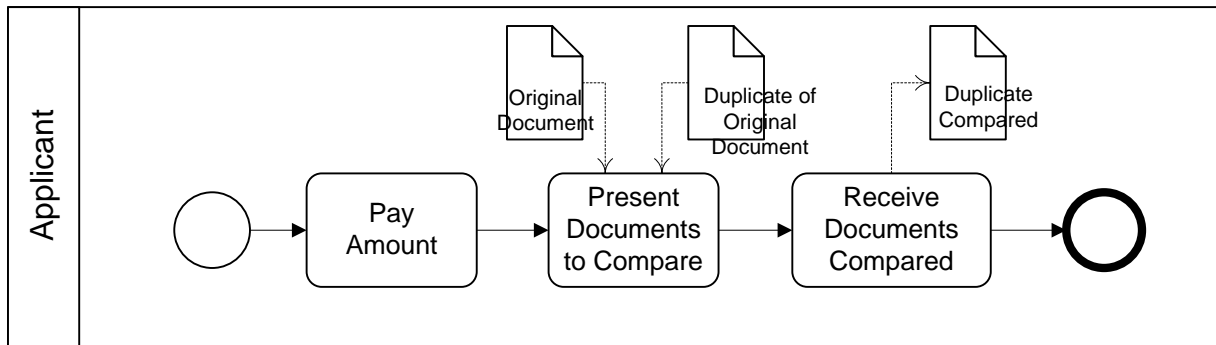 Applicant
Original
Document
Duplicate of
Original
Document
Duplicate
Compared
Pay
Amount
Present
Documents
to Compare
Receive
Documents
Compared